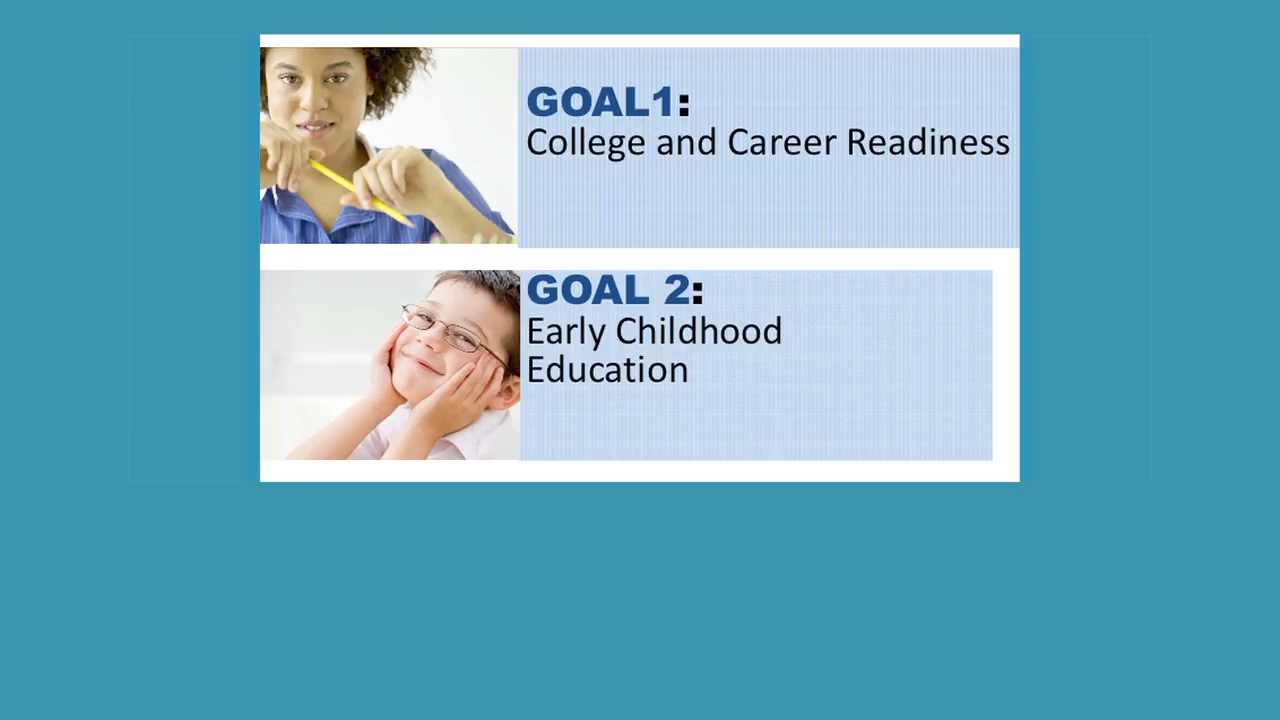 GOAL1:
College and Career Readiness
GOAL 2:
Early Childhood
Education